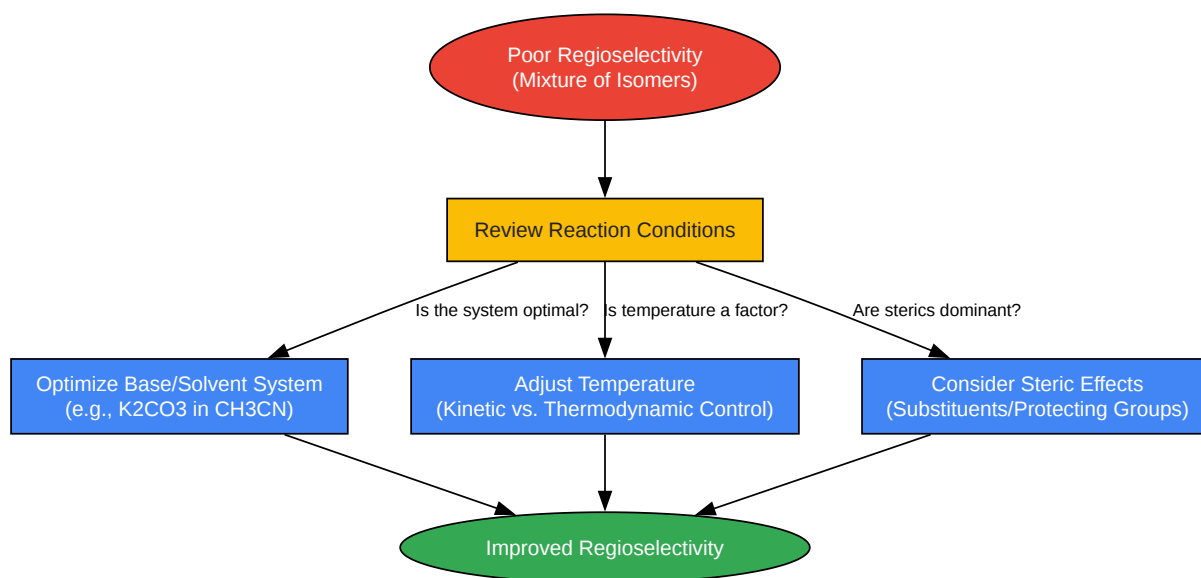 Poor Regioselectivity
(Mixture of Isomers)
Review Reaction Conditions
Is the system optimal?
Is temperature a factor?
Are sterics dominant?
Optimize Base/Solvent System
(e.g., K2CO3 in CH3CN)
Adjust Temperature
(Kinetic vs. Thermodynamic Control)
Consider Steric Effects
(Substituents/Protecting Groups)
Improved Regioselectivity